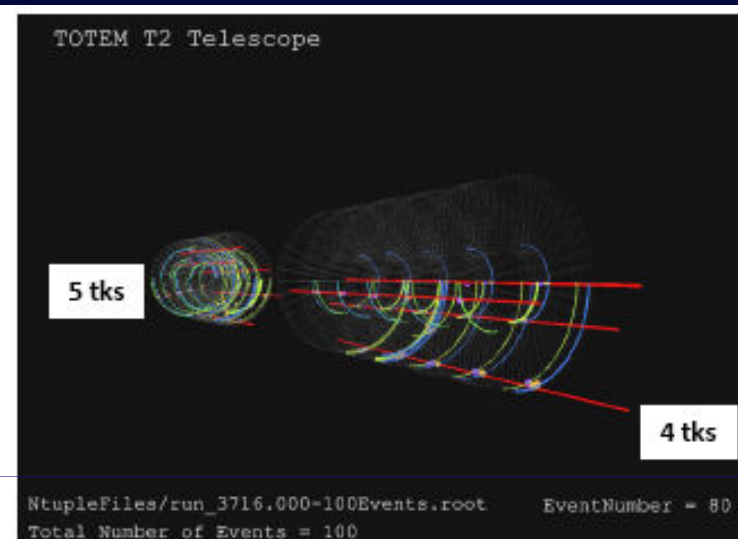 TOTEM T2 Telescope
5 tks
4 tks
NtupleFiles/run_3716.000-100Events.root EventNumber = 80
Total Number of Events = 100